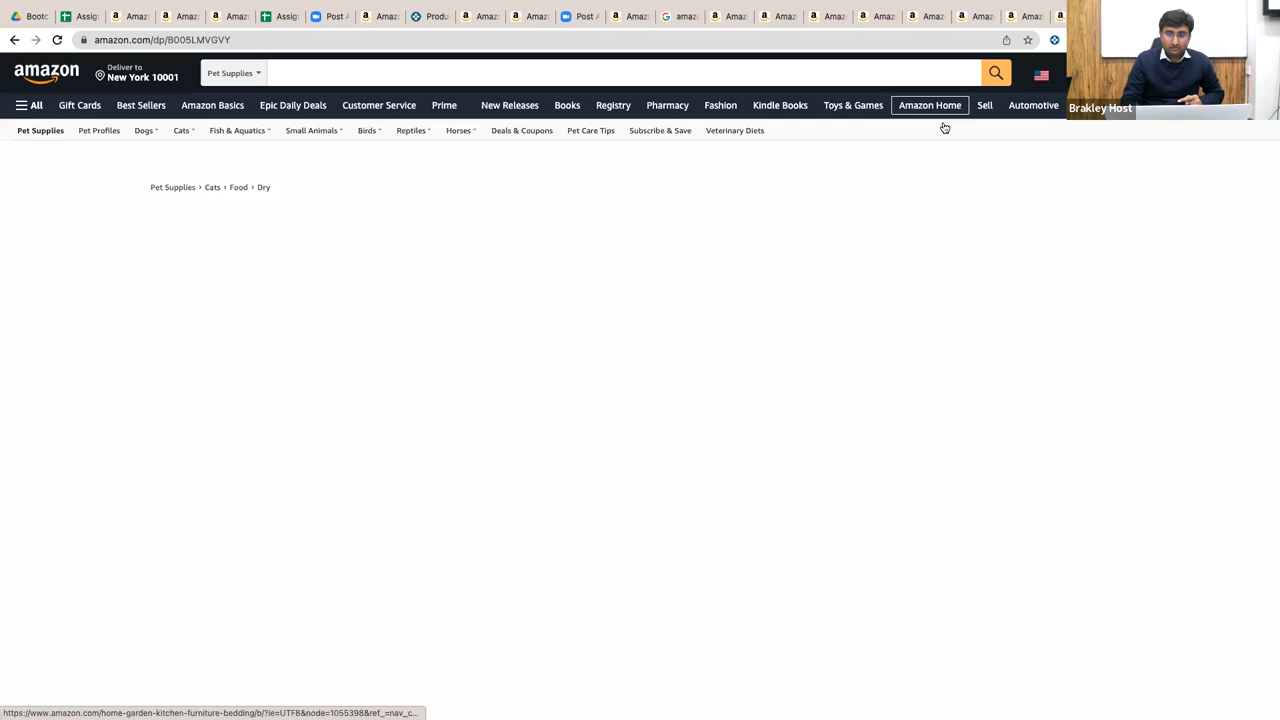 Bootc Assign Amaz Amaz Amaz Assig Post A Amaz Produ Amaz Amaz Post A Amaz amaz Amaz Amaz Amaz Amaz Amaz Amaz Amaz
amazon.com/dp/B005LMVGVY
amazon
Deliver to
New York 10001
Pet Supplies
All Gift Cards Best Sellers Amazon Basics Epic Daily Deals Customer Service Prime New Releases Books Registry Pharmacy Fashion Kindle Books Toys & Games Amazon Home Sell Automotive
Brakley Host
Pet Supplies Pet Profiles Dogs Cats Fish & Aquatics Small Animals Birds Reptiles Horses Deals & Coupons Pet Care Tips Subscribe & Save Veterinary Diets
Pet Supplies › Cats › Food › Dry
https://www.amazon.com/home-garden-kitchen-furniture-bedding/b/?ie=UTF8&node=1055398&ref_=nav_c...